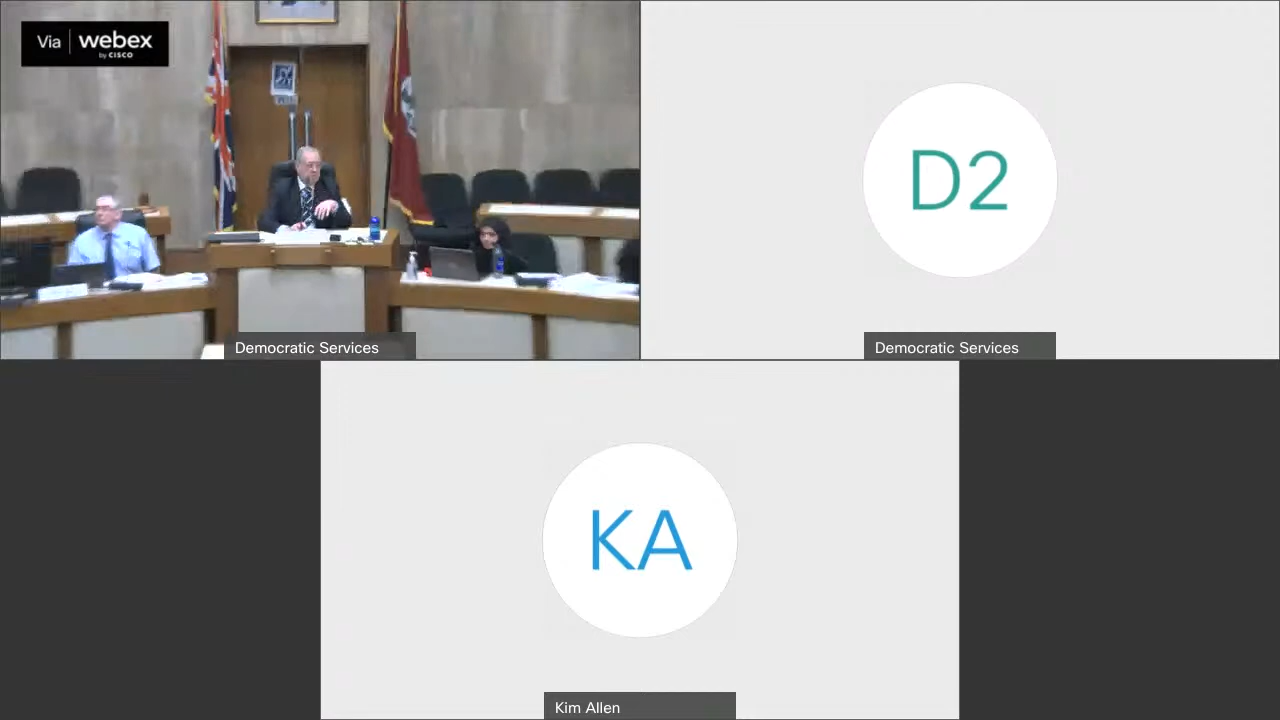 Via webex
by CISCO
Democratic Services
D2
Democratic Services
KA
Kim Allen